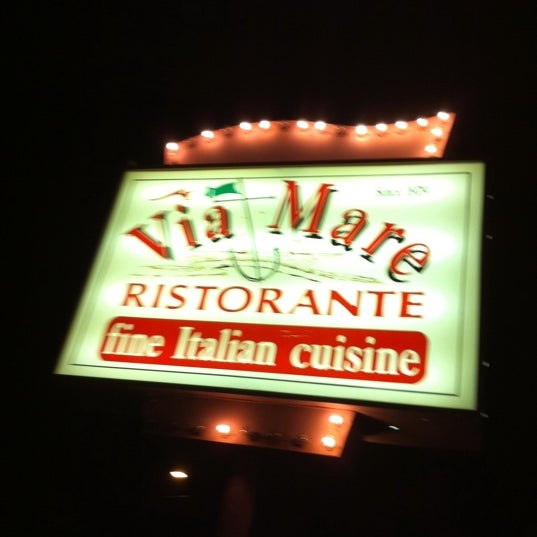 Via Mare
RISTORANTE
fine Italian cuisine